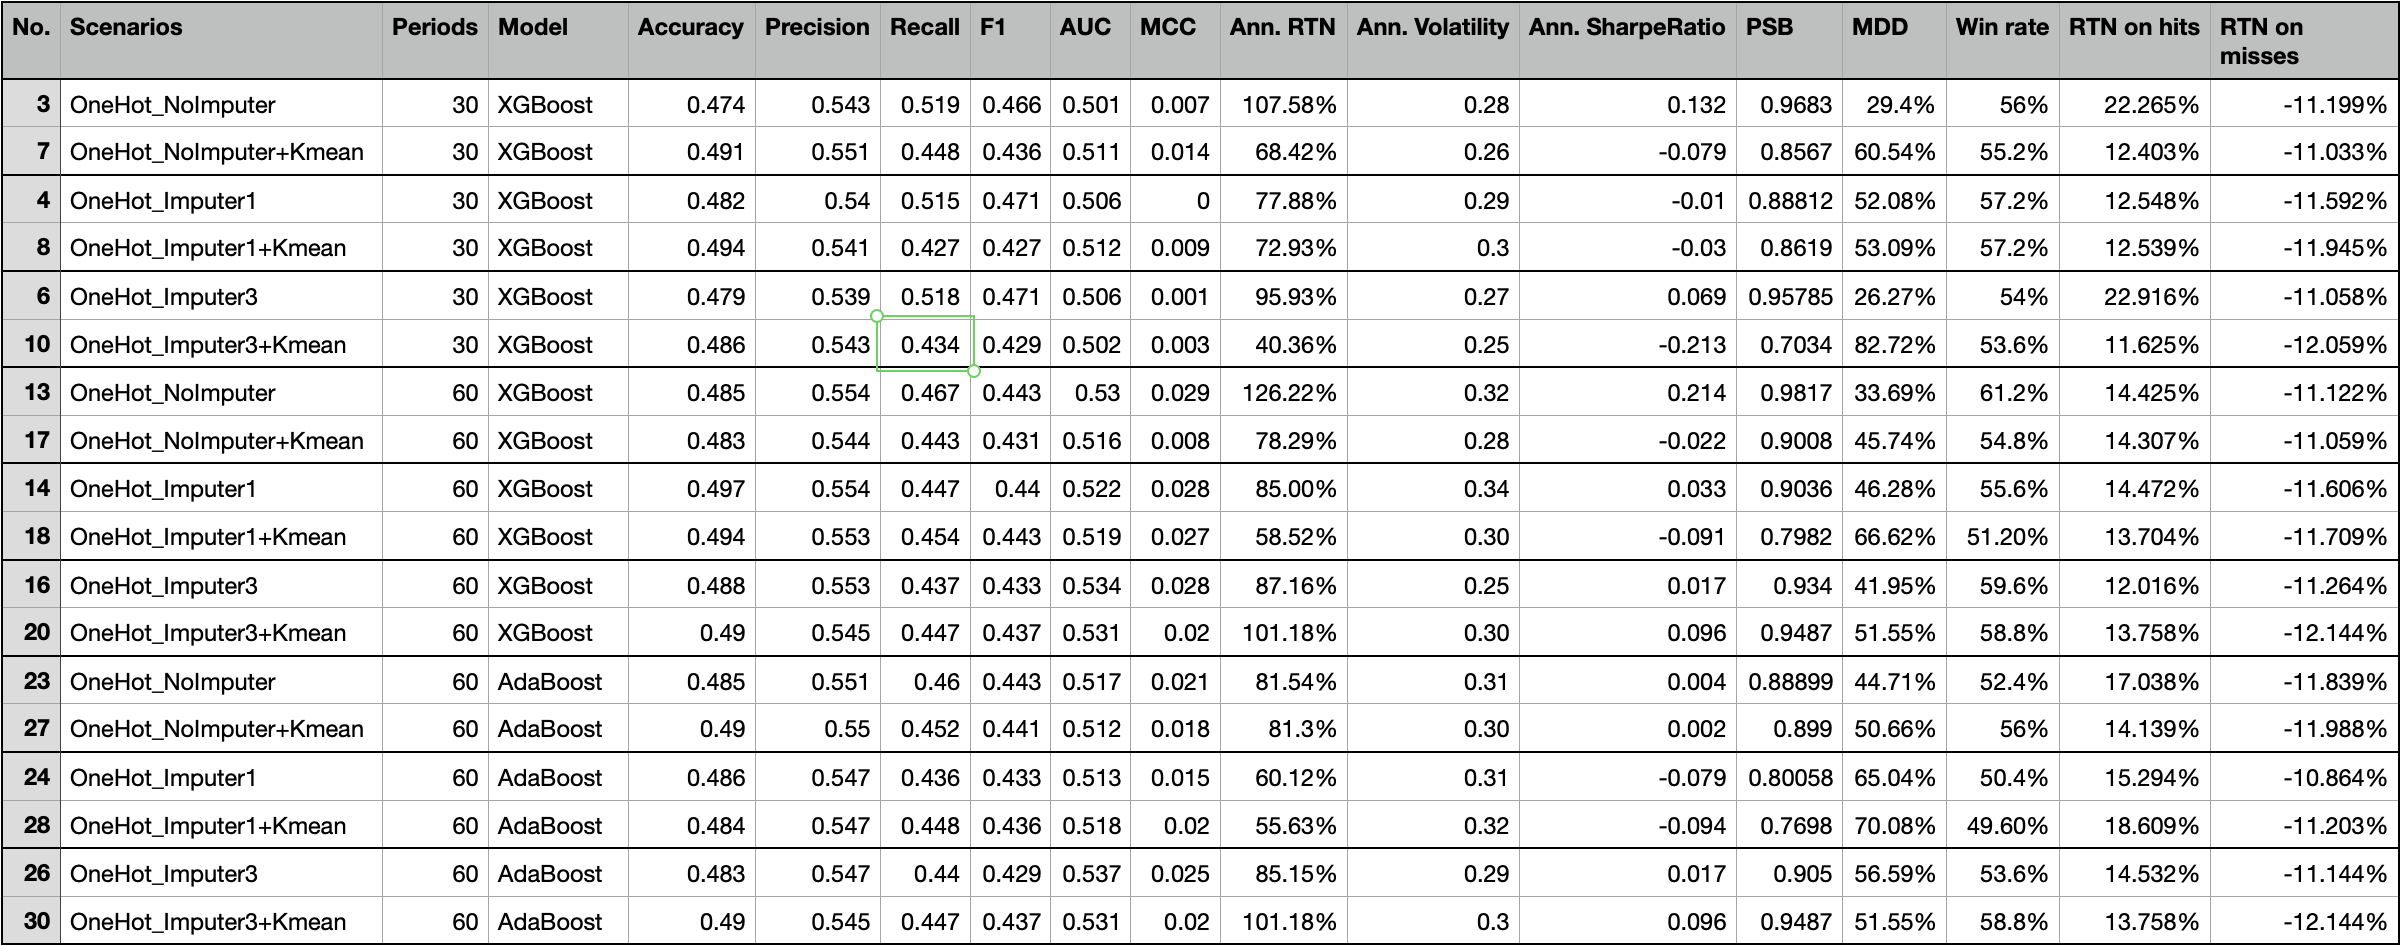 No. Scenarios Periods Model Accuracy Precision Recall F1 AUC MCC Ann. RTN Ann. Volatility Ann. SharpeRatio PSB MDD Win rate RTN on hits RTN on
misses
3 OneHot_NoImputer 30 XGBoost 0.474 0.543 0.519 0.466 0.501 0.007 107.58% 0.28 0.132 0.9683 29.4% 56% 22.265% -11.199%
7 OneHot_NoImputer+Kmean 30 XGBoost 0.491 0.551 0.448 0.436 0.511 0.014 68.42% 0.26 -0.079 0.8567 60.54% 55.2% 12.403% -11.033%
4 OneHot_Imputer1 30 XGBoost 0.482 0.54 0.515 0.471 0.506 0 77.88% 0.29 -0.01 0.88812 52.08% 57.2% 12.548% -11.592%
8 OneHot_Imputer1+Kmean 30 XGBoost 0.494 0.541 0.427 0.427 0.512 0.009 72.93% 0.3 -0.03 0.8619 53.09% 57.2% 12.539% -11.945%
6 OneHot_Imputer3 30 XGBoost 0.479 0.539 0.518 0.471 0.506 0.001 95.93% 0.27 0.069 0.95785 26.27% 54% 22.916% -11.058%
10 OneHot_Imputer3+Kmean 30 XGBoost 0.486 0.543 0.434 0.429 0.502 0.003 40.36% 0.25 -0.213 0.7034 82.72% 53.6% 11.625% -12.059%
13 OneHot_NoImputer 60 XGBoost 0.485 0.554 0.467 0.443 0.53 0.029 126.22% 0.32 0.214 0.9817 33.69% 61.2% 14.425% -11.122%
17 OneHot_NoImputer+Kmean 60 XGBoost 0.483 0.544 0.443 0.431 0.516 0.008 78.29% 0.28 -0.022 0.9008 45.74% 54.8% 14.307% -11.059%
14 OneHot_Imputer1 60 XGBoost 0.497 0.554 0.447 0.44 0.522 0.028 85.00% 0.34 0.033 0.9036 46.28% 55.6% 14.472% -11.606%
18 OneHot_Imputer1+Kmean 60 XGBoost 0.494 0.553 0.454 0.443 0.519 0.027 58.52% 0.30 -0.091 0.7982 66.62% 51.20% 13.704% -11.709%
16 OneHot_Imputer3 60 XGBoost 0.488 0.553 0.437 0.433 0.534 0.028 87.16% 0.25 0.017 0.934 41.95% 59.6% 12.016% -11.264%
20 OneHot_Imputer3+Kmean 60 XGBoost 0.49 0.545 0.447 0.437 0.531 0.02 101.18% 0.30 0.096 0.9487 51.55% 58.8% 13.758% -12.144%
23 OneHot_NoImputer 60 AdaBoost 0.485 0.551 0.46 0.443 0.517 0.021 81.54% 0.31 0.004 0.88899 44.71% 52.4% 17.038% -11.839%
27 OneHot_NoImputer+Kmean 60 AdaBoost 0.49 0.55 0.452 0.441 0.512 0.018 81.3% 0.30 0.002 0.899 50.66% 56% 14.139% -11.988%
24 OneHot_Imputer1 60 AdaBoost 0.486 0.547 0.436 0.433 0.513 0.015 60.12% 0.31 -0.079 0.80058 65.04% 50.4% 15.294% -10.864%
28 OneHot_Imputer1+Kmean 60 AdaBoost 0.484 0.547 0.448 0.436 0.518 0.02 55.63% 0.32 -0.094 0.7698 70.08% 49.60% 18.609% -11.203%
26 OneHot_Imputer3 60 AdaBoost 0.483 0.547 0.44 0.429 0.537 0.025 85.15% 0.29 0.017 0.905 56.59% 53.6% 14.532% -11.144%
30 OneHot_Imputer3+Kmean 60 AdaBoost 0.49 0.545 0.447 0.437 0.531 0.02 101.18% 0.3 0.096 0.9487 51.55% 58.8% 13.758% -12.144%